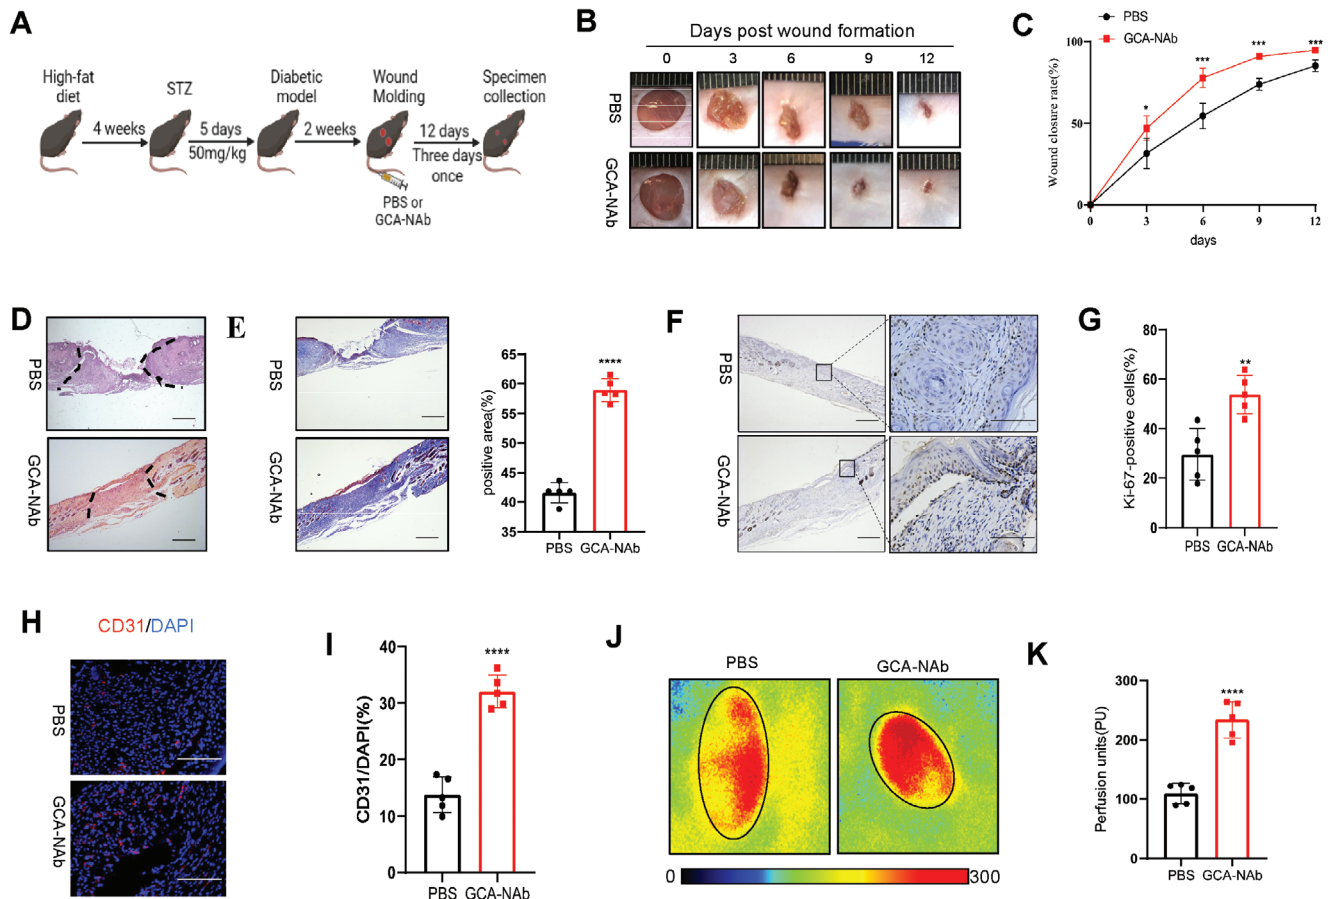 A
High-fat
diet
4 weeks
STZ
5 days
50mg/kg
Diabetic
model
2 weeks
Wound
Molding
12 days
Three days
once
Specimen
collection
PBS or
GCA-NAb
B
Days post wound formation
0 3 6 9 12
PBS
GCA-NAb
C
PBS
GCA-NAb
Wound closure rate(%)
100
50
0
* *** *** ***
0 3 6 9 12
days
D
PBS
GCA-NAb
E
PBS
GCA-NAb
positive area(%)
65
60
55
50
45
40
35
****
PBS GCA-NAb
F
PBS
GCA-NAb
G
Ki-67-positive cells(%)
80
60
40
20
0
**
PBS GCA-NAb
H
CD31/DAPI
PBS
GCA-NAb
I
CD31/DAPI(%)
40
30
20
10
0
****
PBS GCA-NAb
J
PBS GCA-NAb
0 300
K
Perfusion units(PU)
300
200
100
0
****
PBS GCA-NAb